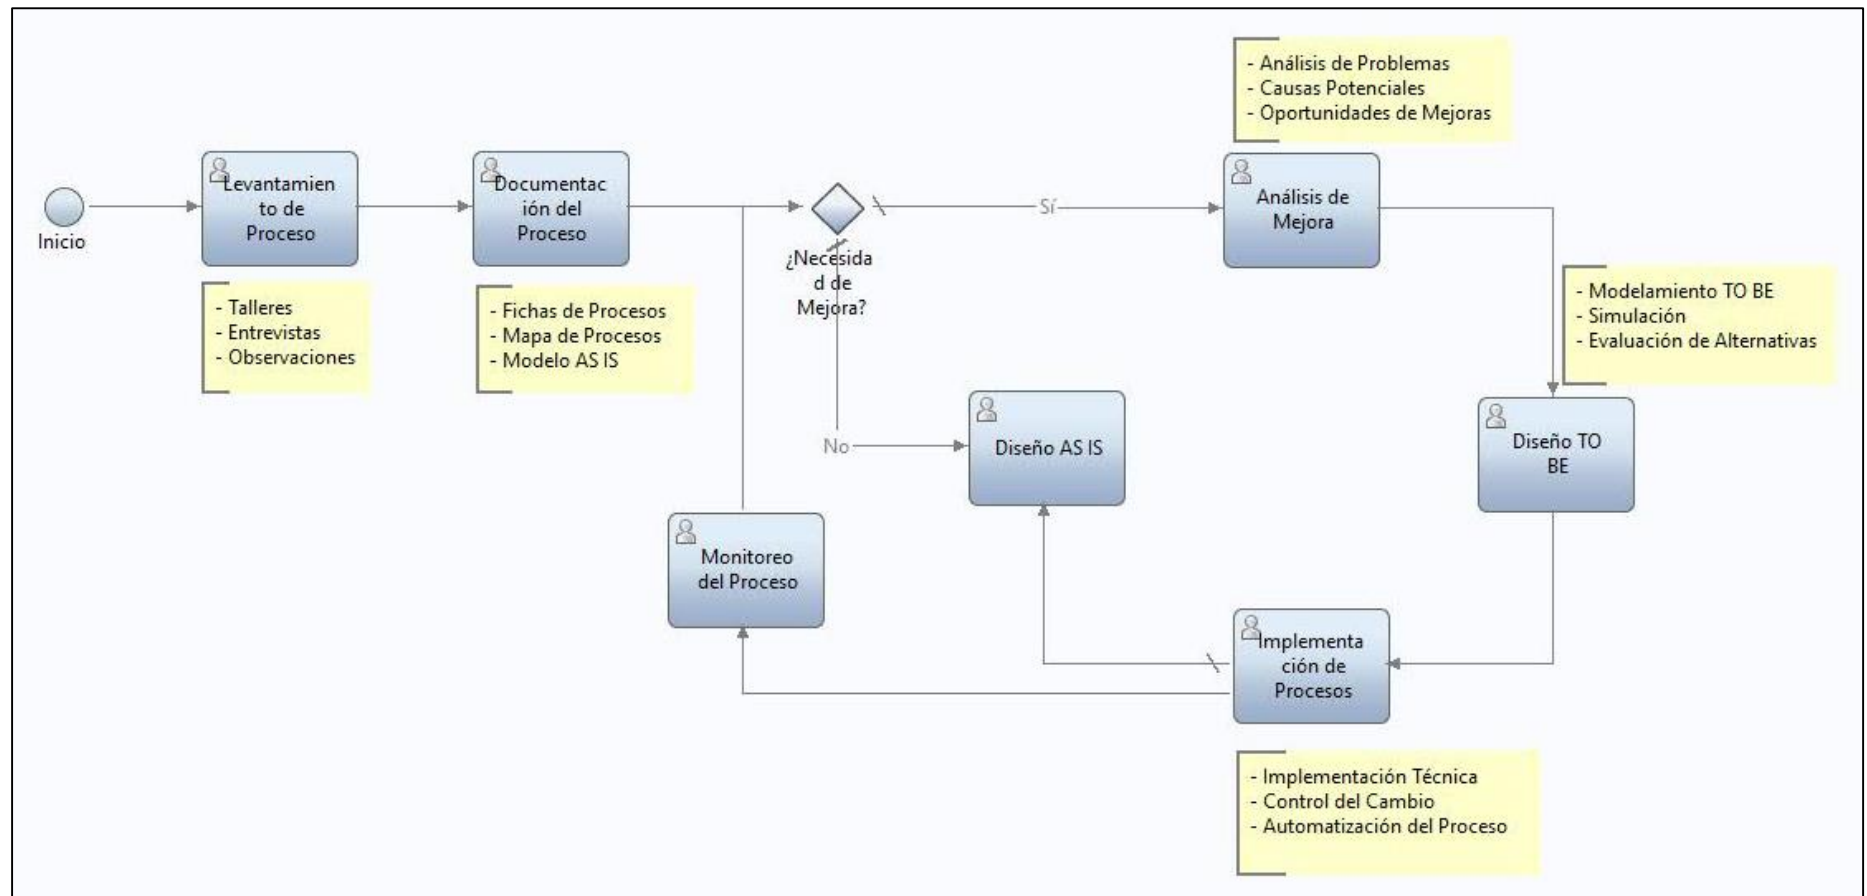 Inicio
Levantamien
to de
Proceso
- Talleres
- Entrevistas
- Observaciones
Documentac
ión del
Proceso
- Fichas de Procesos
- Mapa de Procesos
- Modelo AS IS
¿Necesida
d de
Mejora?
Sí
No
- Análisis de Problemas
- Causas Potenciales
- Oportunidades de Mejoras
Análisis de
Mejora
- Modelamiento TO BE
- Simulación
- Evaluación de Alternativas
Diseño TO
BE
Diseño AS IS
Monitoreo
del Proceso
Implementa
ción de
Procesos
- Implementación Técnica
- Control del Cambio
- Automatización del Proceso